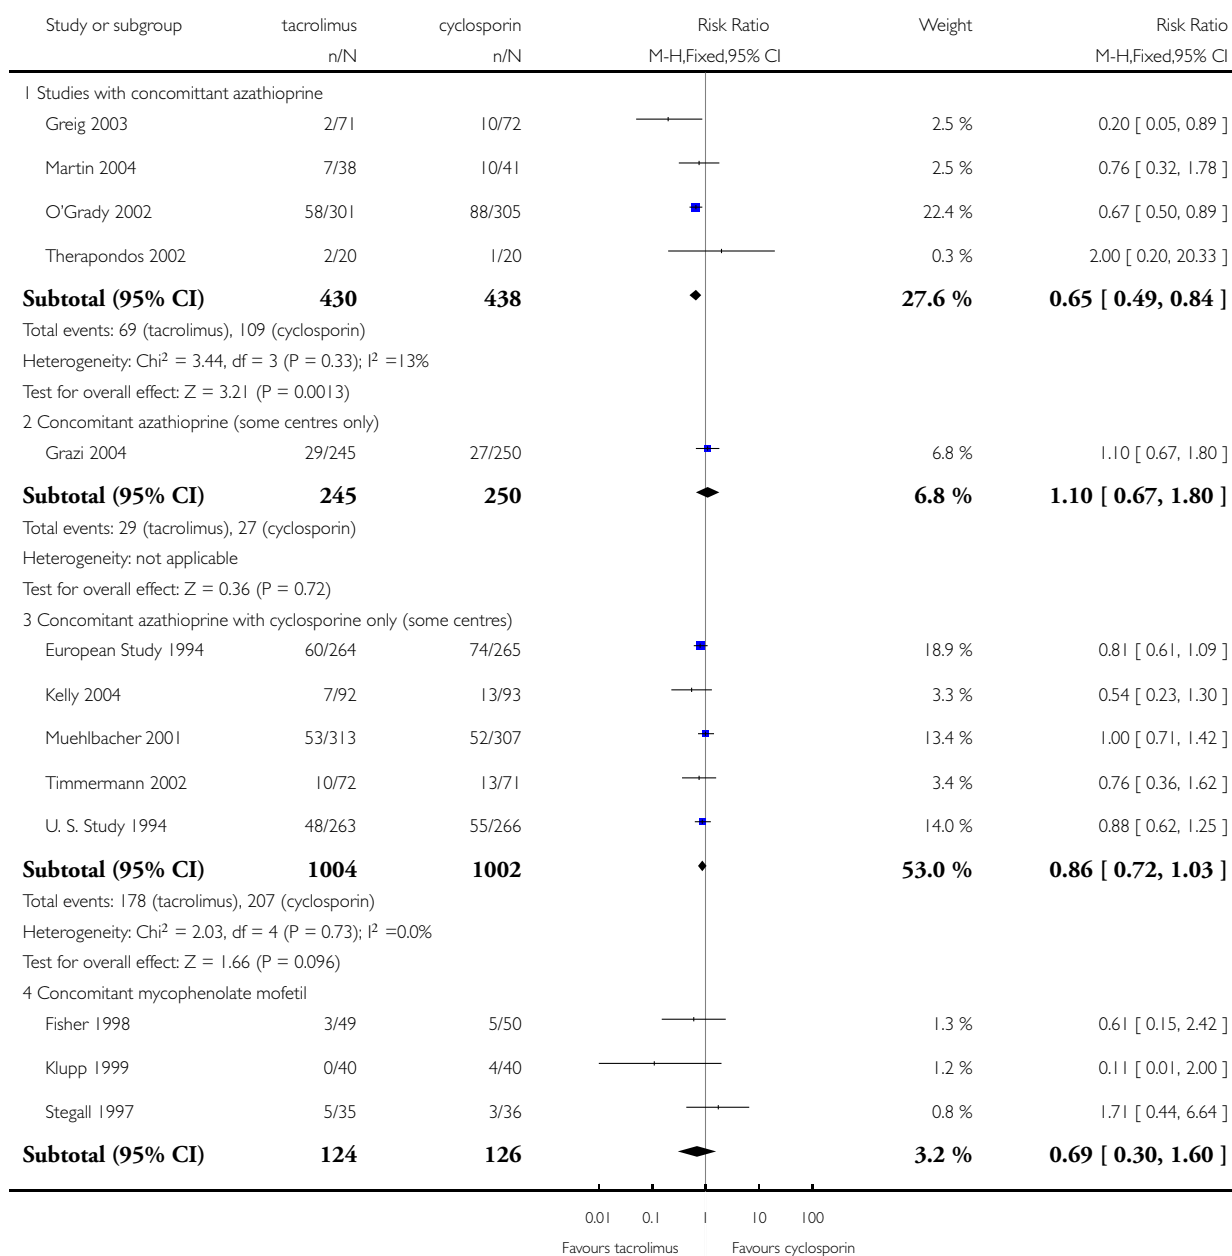 Study or subgroup tacrolimus cyclosporin Risk Ratio Weight Risk Ratio
n/N n/N M-H,Fixed,95% CI M-H,Fixed,95% CI
1 Studies with concomittant azathioprine
Greig 2003 2/71 10/72 2.5 % 0.20 [ 0.05, 0.89 ]
Martin 2004 7/38 10/41 2.5 % 0.76 [ 0.32, 1.78 ]
O'Grady 2002 58/301 88/305 22.4 % 0.67 [ 0.50, 0.89 ]
Therapondos 2002 2/20 1/20 0.3 % 2.00 [ 0.20, 20.33 ]
Subtotal (95% CI) 430 438 27.6 % 0.65 [ 0.49, 0.84 ]
Total events: 69 (tacrolimus), 109 (cyclosporin)
Heterogeneity: Chi² = 3.44, df = 3 (P = 0.33); I² =13%
Test for overall effect: Z = 3.21 (P = 0.0013)
2 Concomitant azathioprine (some centres only)
Grazi 2004 29/245 27/250 6.8 % 1.10 [ 0.67, 1.80 ]
Subtotal (95% CI) 245 250 6.8 % 1.10 [ 0.67, 1.80 ]
Total events: 29 (tacrolimus), 27 (cyclosporin)
Heterogeneity: not applicable
Test for overall effect: Z = 0.36 (P = 0.72)
3 Concomitant azathioprine with cyclosporine only (some centres)
European Study 1994 60/264 74/265 18.9 % 0.81 [ 0.61, 1.09 ]
Kelly 2004 7/92 13/93 3.3 % 0.54 [ 0.23, 1.30 ]
Muehlbacher 2001 53/313 52/307 13.4 % 1.00 [ 0.71, 1.42 ]
Timmermann 2002 10/72 13/71 3.4 % 0.76 [ 0.36, 1.62 ]
U. S. Study 1994 48/263 55/266 14.0 % 0.88 [ 0.62, 1.25 ]
Subtotal (95% CI) 1004 1002 53.0 % 0.86 [ 0.72, 1.03 ]
Total events: 178 (tacrolimus), 207 (cyclosporin)
Heterogeneity: Chi² = 2.03, df = 4 (P = 0.73); I² =0.0%
Test for overall effect: Z = 1.66 (P = 0.096)
4 Concomitant mycophenolate mofetil
Fisher 1998 3/49 5/50 1.3 % 0.61 [ 0.15, 2.42 ]
Klupp 1999 0/40 4/40 1.2 % 0.11 [ 0.01, 2.00 ]
Stegall 1997 5/35 3/36 0.8 % 1.71 [ 0.44, 6.64 ]
Subtotal (95% CI) 124 126 3.2 % 0.69 [ 0.30, 1.60 ]
0.01 0.1 1 10 100
Favours tacrolimus Favours cyclosporin